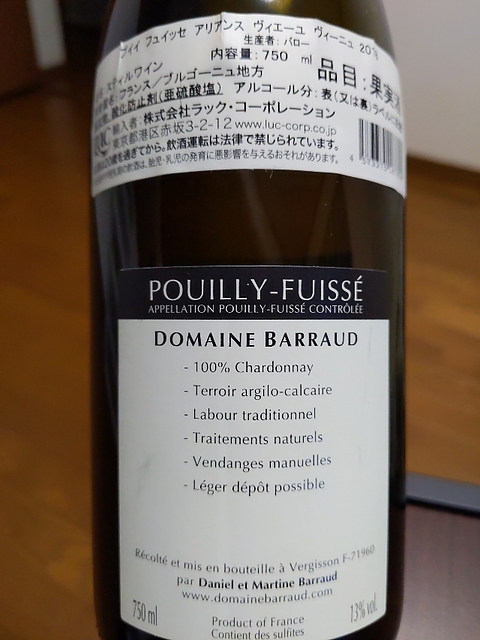 フュイッセ アリアンス ヴィエーユ ヴィーニュ 20
生産者: バロー
内容量: 750 ml
品目: 果実
スティルワイン
フランス/ブルゴーニュ地方
酸化防止剤(亜硫酸塩) アルコール分: 表(又は裏)ラベルに
輸入者: 株式会社ラック・コーポレーション
東京都港区赤坂3-2-12 www.luc-corp.co.jp
を過ぎてから。飲酒運転は法律で禁じられています。
の飲酒は、胎児・乳児の発育に悪影響を与えるおそれがあります。
POUILLY-FUISSÉ
APPELLATION POUILLY-FUISSÉ CONTRÔLÉE
DOMAINE BARRAUD
- 100% Chardonnay
- Terroir argilo-calcaire
- Labour traditionnel
- Traitements naturels
- Vendanges manuelles
- Léger dépôt possible
Récolté et mis en bouteille à Vergisson F-71960
par Daniel et Martine Barraud
www.domainebarraud.com
750 ml
13% vol.
Product of France
Contient des sulfites